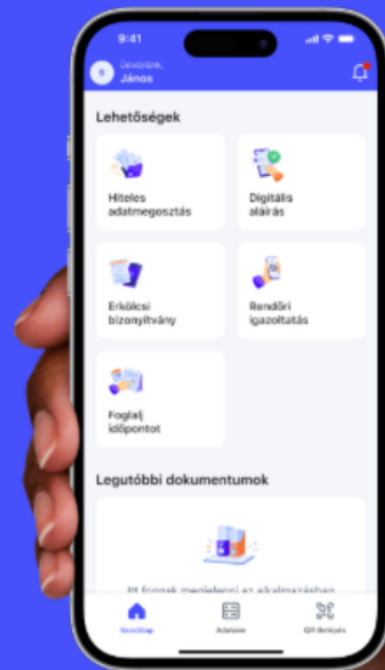 9:41
Üdvözlünk,
János
Lehetőségek
Hiteles
adatmegosztás
Digitális
aláírás
Erkölcsi
bizonyítvány
Rendőri
igazoltatás
Foglalj
időpontot
Legutóbbi dokumentumok
Itt fognak megjelenni az alkalmazásban
Kezdőlap
Adataim
QR Belépés